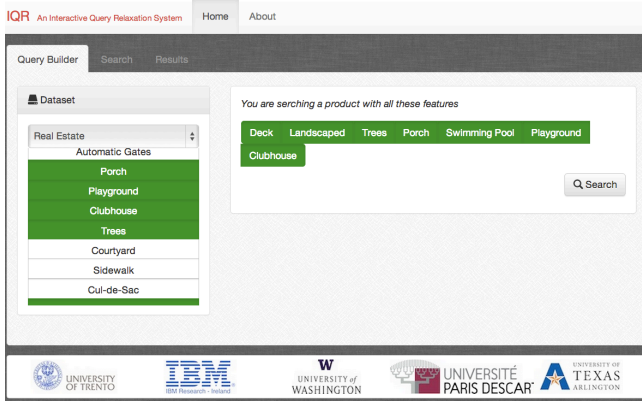 IQR An Interactive Query Relaxation System Home About
Query Builder Search Results
Dataset
Real Estate
Automatic Gates
Porch
Playground
Clubhouse
Trees
Courtyard
Sidewalk
Cul-de-Sac
You are serching a product with all these features
Deck Landscaped Trees Porch Swimming Pool Playground
Clubhouse
Search
UNIVERSITY
OF TRENTO
IBM
IBM Research - Ireland
W
UNIVERSITY of
WASHINGTON
UNIVERSITÉ
PARIS DESCAR
UNIVERSITY OF
TEXAS
ARLINGTON